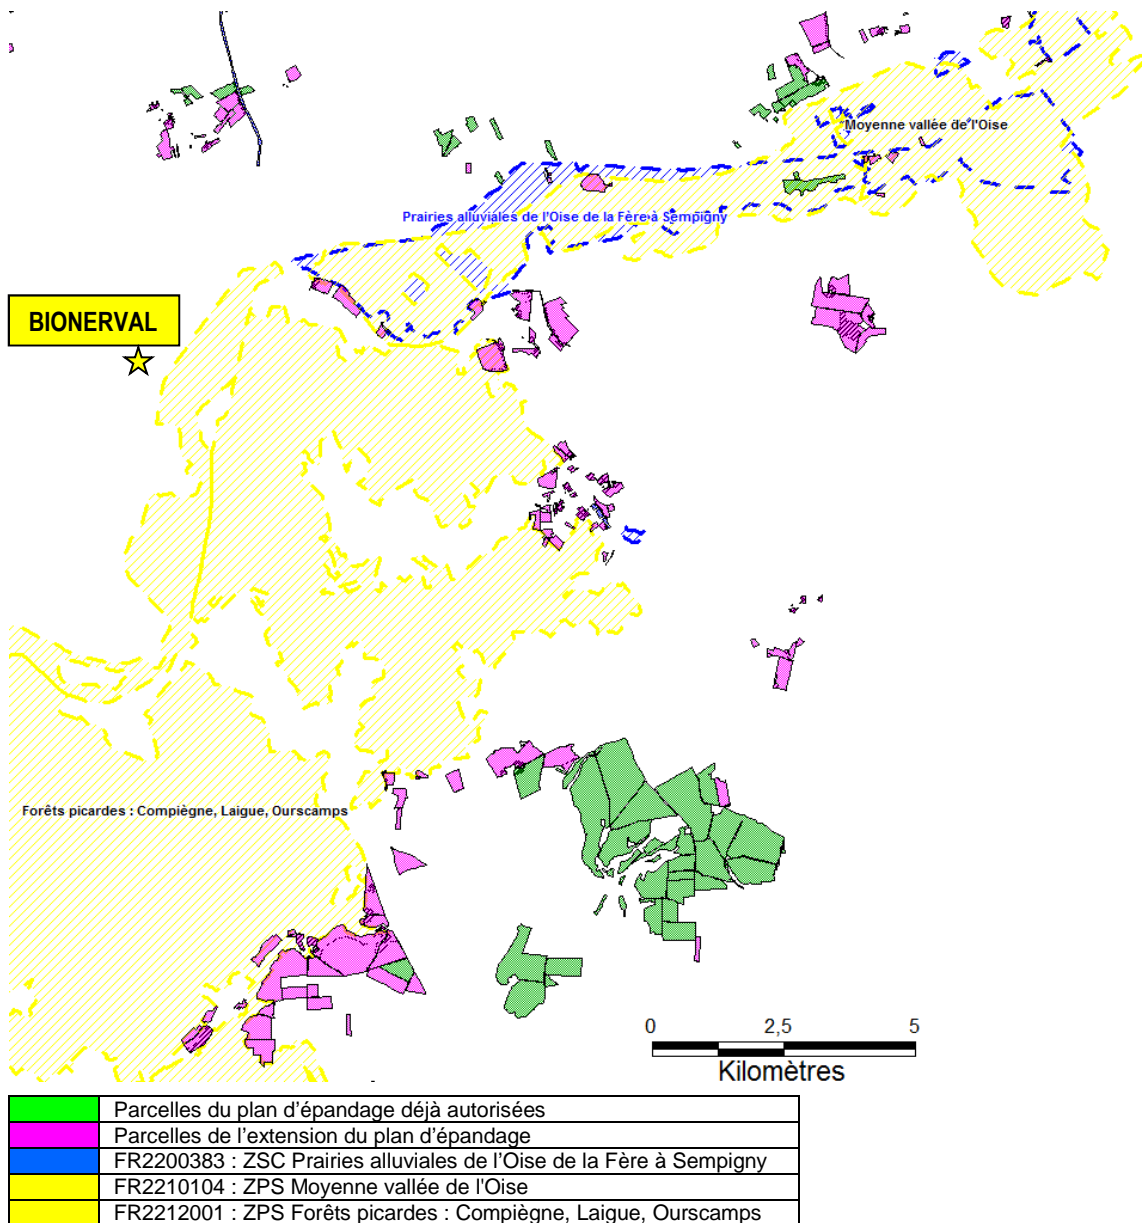 Moyenne vallée de l'Oise
Prairies alluviales de l'Oise de la Fère à Sempigny
BIONERVAL
Forêts picardes : Compiègne, Laigue, Ourscamps
0 2,5 5
Kilomètres
Parcelles du plan d'épandage déjà autorisées
Parcelles de l'extension du plan d'épandage
FR2200383 : ZSC Prairies alluviales de l'Oise de la Fère à Sempigny
FR2210104 : ZPS Moyenne vallée de l'Oise
FR2212001 : ZPS Forêts picardes : Compiègne, Laigue, Ourscamps